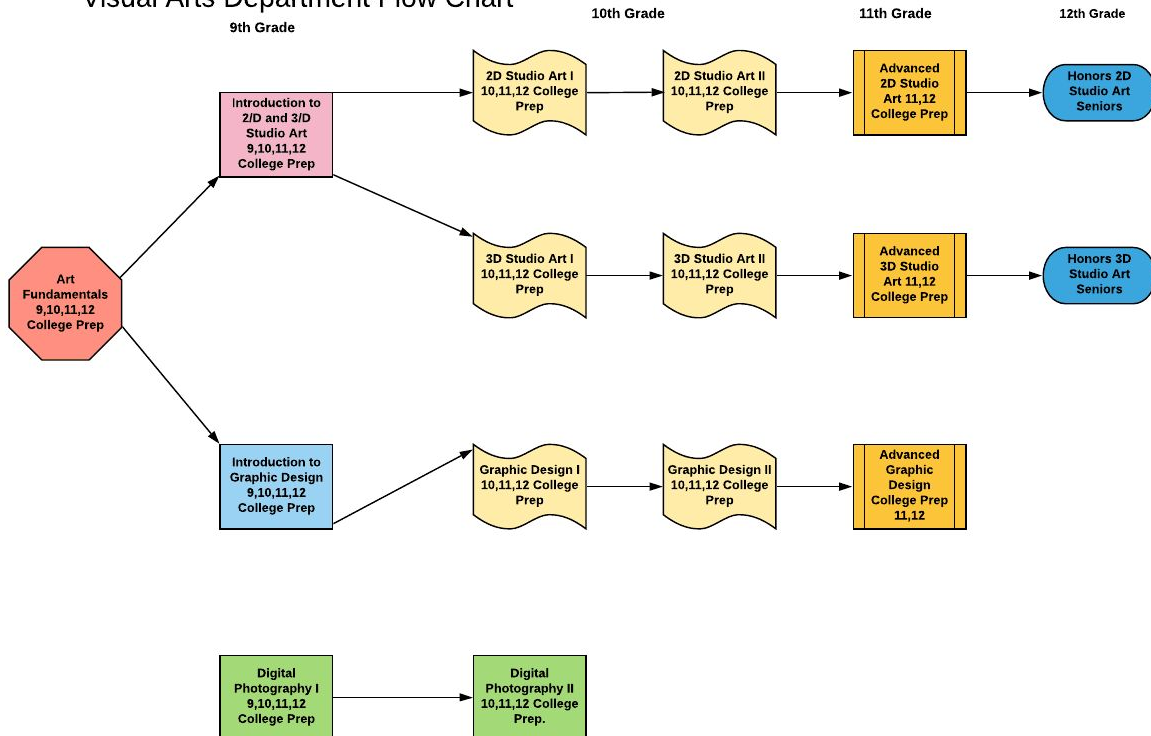 Visual Arts Department Flow Chart
9th Grade
10th Grade
11th Grade
12th Grade
Art
Fundamentals
9,10,11,12
College Prep
Introduction to
2/D and 3/D
Studio Art
9,10,11,12
College Prep
2D Studio Art I
10,11,12 College
Prep
2D Studio Art II
10,11,12 College
Prep
Advanced
2D Studio
Art 11,12
College Prep
Honors 2D
Studio Art
Seniors
3D Studio Art I
10,11,12 College
Prep
3D Studio Art II
10,11,12 College
Prep
Advanced
3D Studio
Art 11,12
College Prep
Honors 3D
Studio Art
Seniors
Introduction to
Graphic Design
9,10,11,12
College Prep
Graphic Design I
10,11,12 College
Prep
Graphic Design II
10,11,12 College
Prep
Advanced
Graphic
Design
College Prep
11,12
Digital
Photography I
9,10,11,12
College Prep
Digital
Photography II
10,11,12 College
Prep.